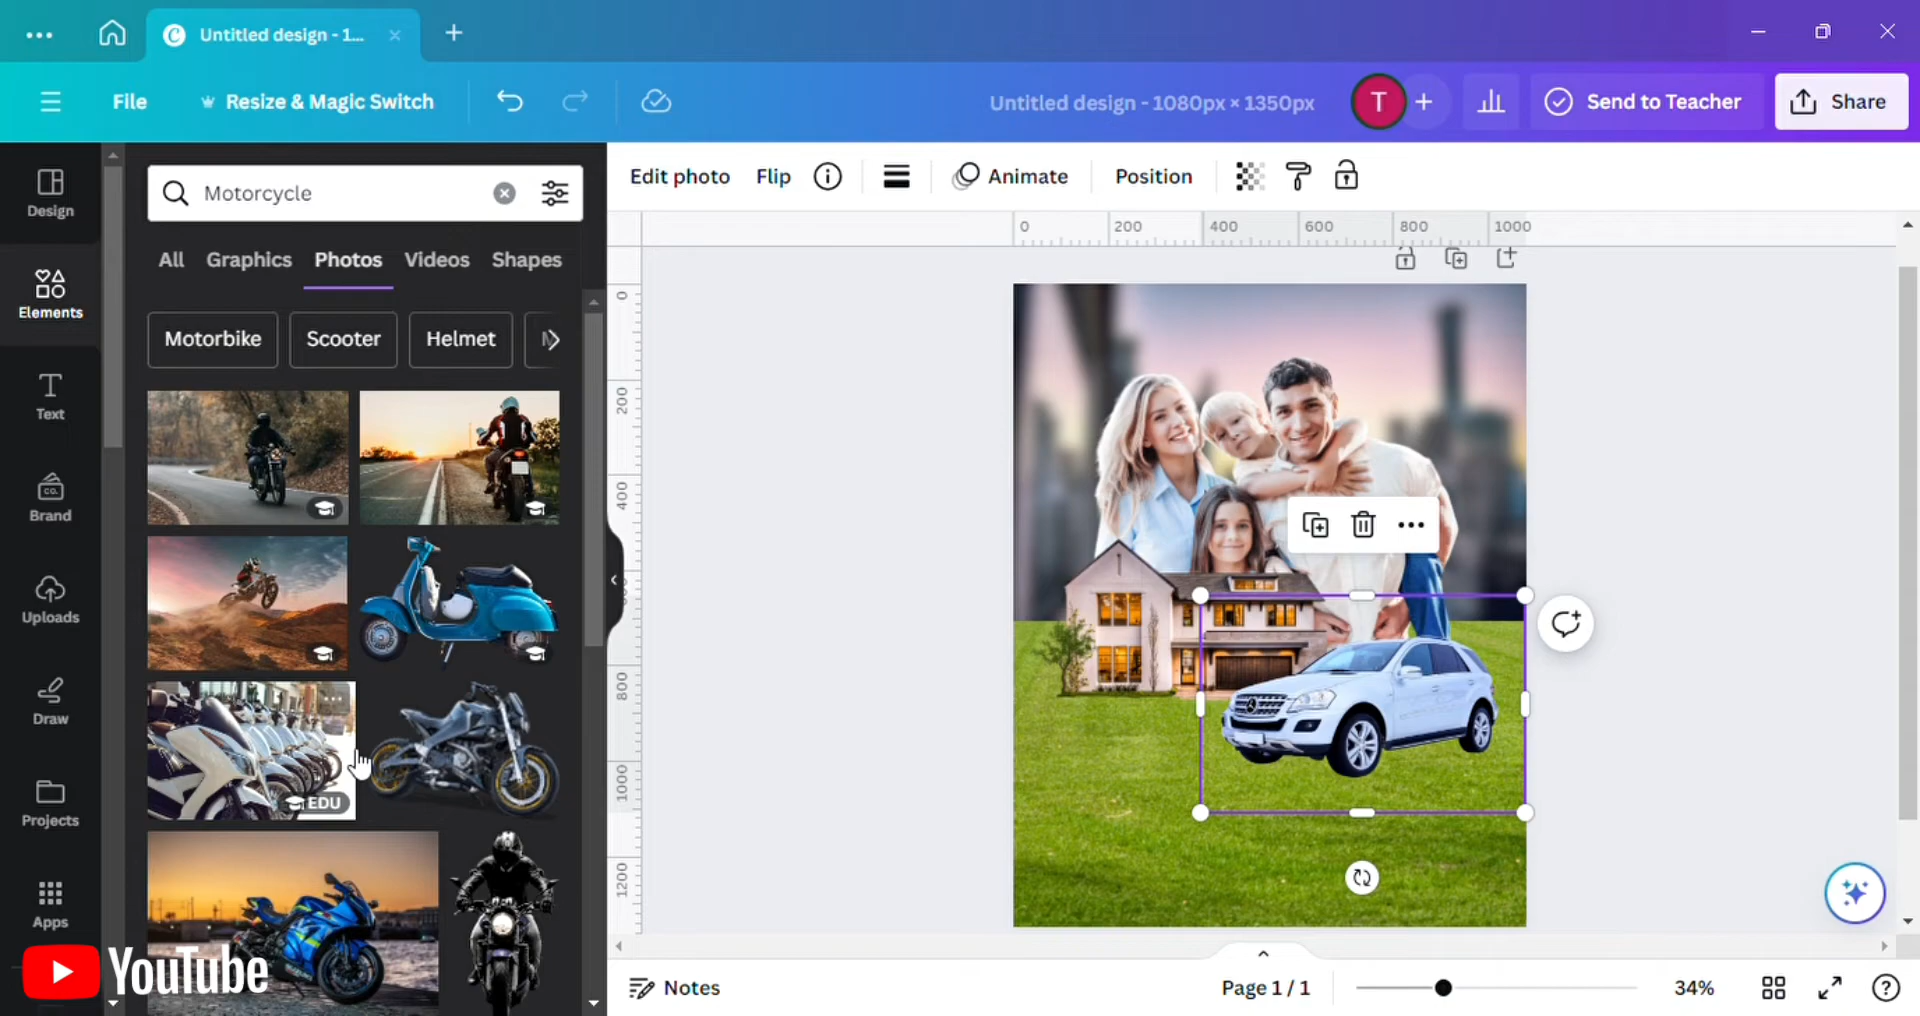 Untitled design - 1...
File
Resize & Magic Switch
Untitled design - 1080px × 1350px
T
Send to Teacher
Share
Design
Elements
Text
CO.
Brand
Uploads
Draw
Projects
Apps
Motorcycle
All Graphics Photos Videos Shapes
Motorbike Scooter Helmet
EDU
YouTube
Edit photo Flip Animate Position
0 200 400 600 800 1000
0
200
400
800
1000
1200
Notes
Page 1 / 1
34%